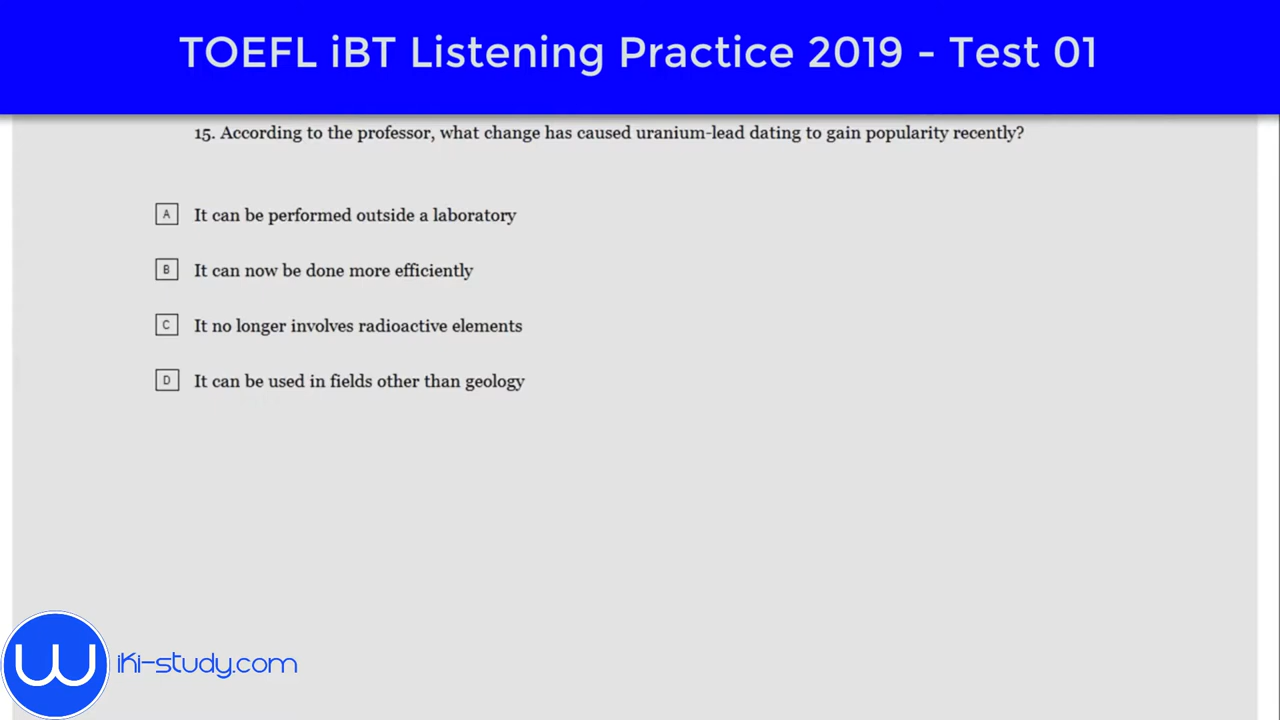 TOEFL iBT Listening Practice 2019 - Test 01
15. According to the professor, what change has caused uranium-lead dating to gain popularity recently?
A It can be performed outside a laboratory
B It can now be done more efficiently
C It no longer involves radioactive elements
D It can be used in fields other than geology
Wiki-study.com